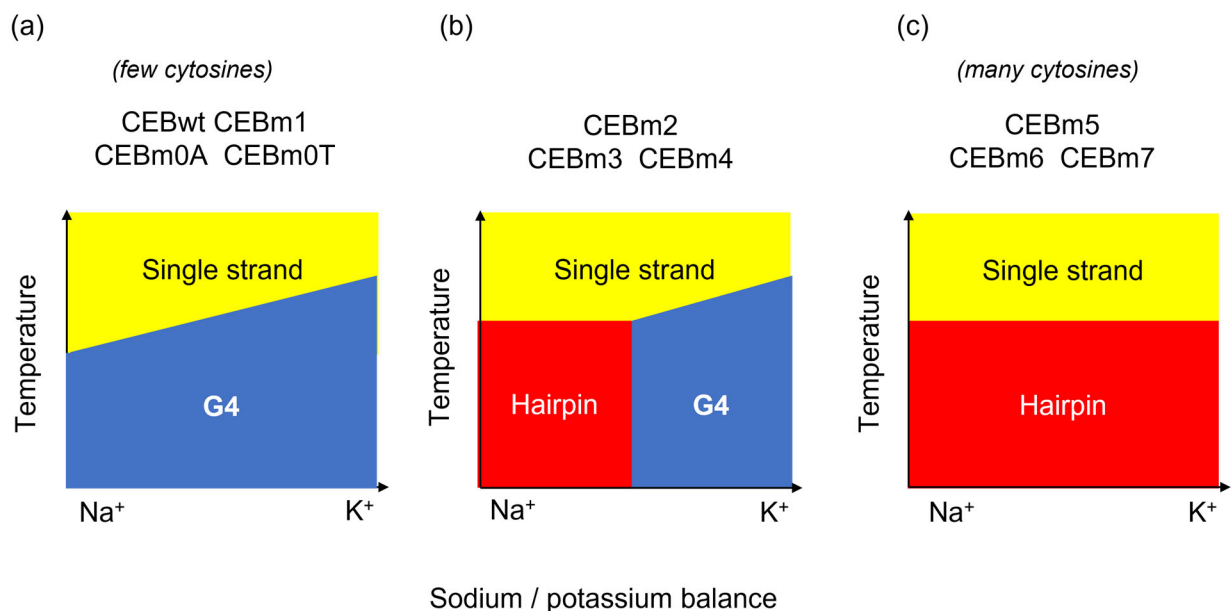 (a)
(few cytosines)
CEBwt CEBm1
CEBm0A CEBm0T
Temperature
Single strand
G4
Na⁺
K⁺
(b)
CEBm2
CEBm3 CEBm4
Temperature
Single strand
Hairpin
G4
Na⁺
K⁺
(c)
(many cytosines)
CEBm5
CEBm6 CEBm7
Temperature
Single strand
Hairpin
Na⁺
K⁺
Sodium / potassium balance